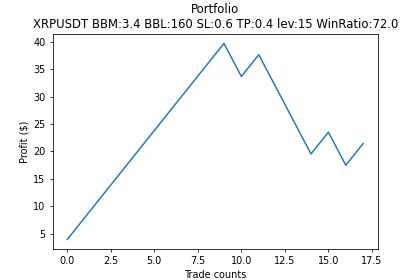 Portfolio
XRPUSDT BBM:3.4 BBL:160 SL:0.6 TP:0.4 lev:15 WinRatio:72.0
40
35
30
25
20
15
10
5
Profit ($)
0.0 2.5 5.0 7.5 10.0 12.5 15.0 17.5
Trade counts